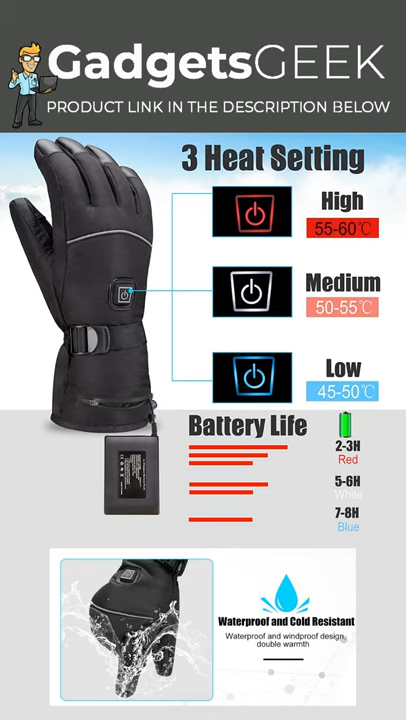 GadgetsGEEK
PRODUCT LINK IN THE DESCRIPTION BELOW
3 Heat Setting
High
55-60℃
Medium
50-55℃
Low
45-50℃
Battery Life
2-3H
Red
5-6H
White
7-8H
Blue
Waterproof and Cold Resistant
Waterproof and windproof design,
double warmth